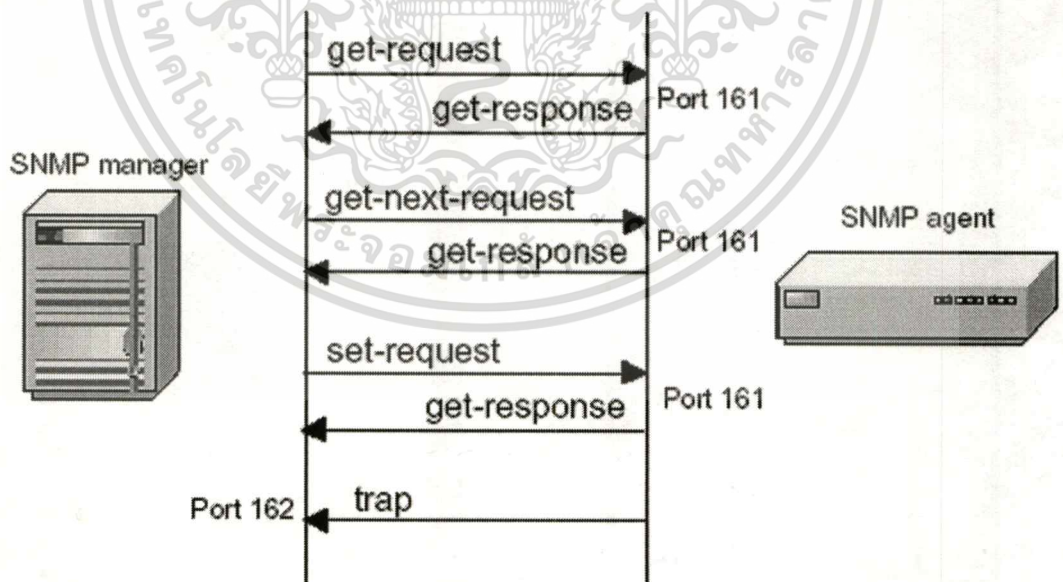 get-request
Port 161
get-response
SNMP manager
get-next-request
SNMP agent
Port 161
get-response
set-request
Port 161
get-response
Port 162
trap